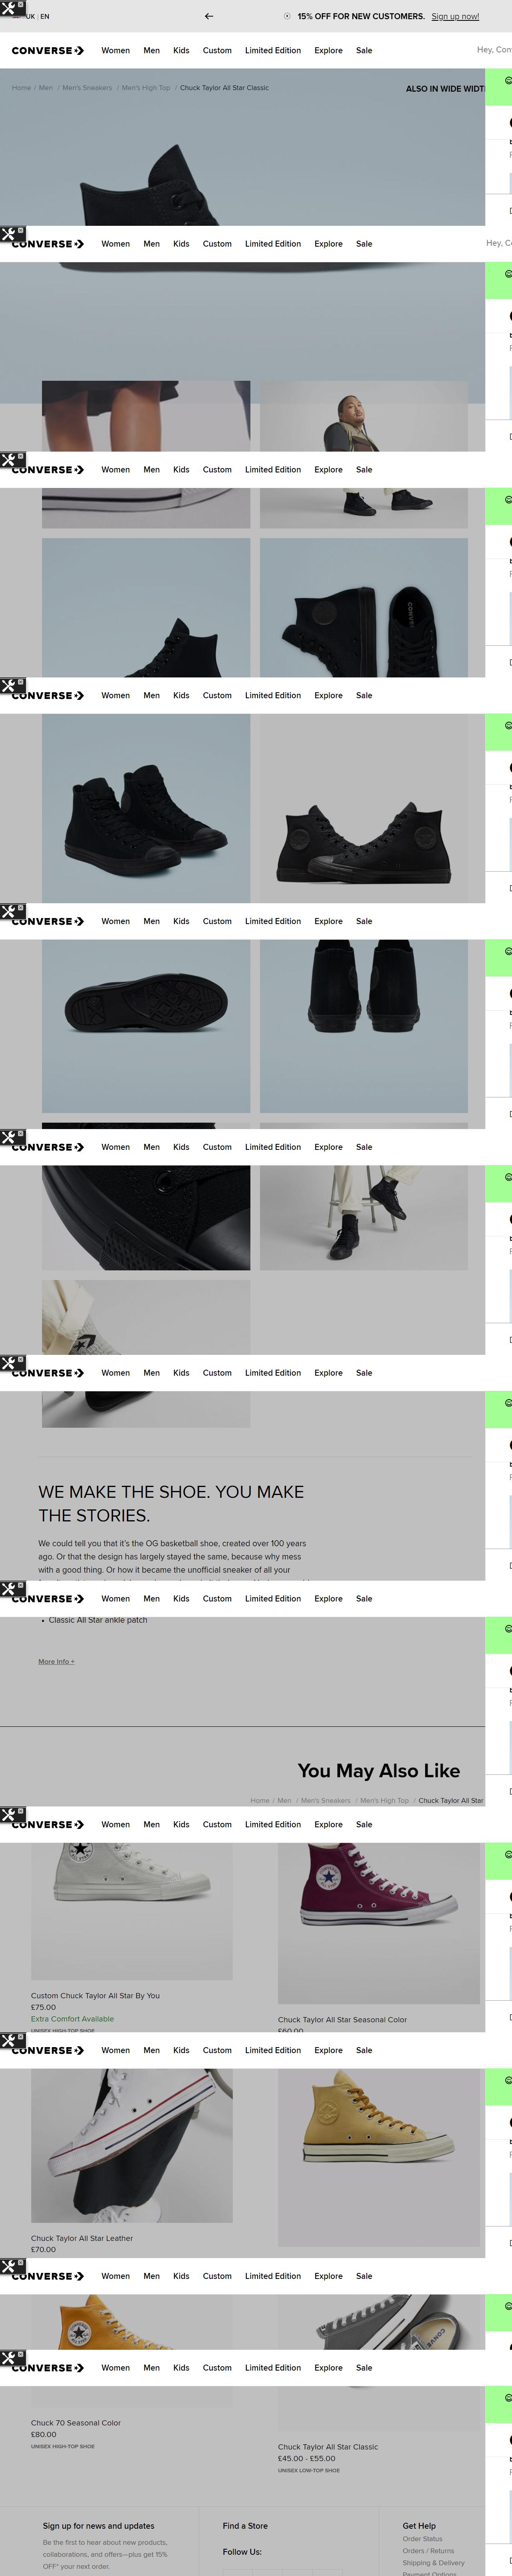 UK | EN
15% OFF FOR NEW CUSTOMERS. Sign up now!
CONVERSE Women Men Kids Custom Limited Edition Explore Sale
Home / Men / Men's Sneakers / Men's High Top / Chuck Taylor All Star Classic
CONVERSE Women Men Kids Custom Limited Edition Explore Sale
CONVERSE Women Men Kids Custom Limited Edition Explore Sale
CONVERSE Women Men Kids Custom Limited Edition Explore Sale
CONVERSE Women Men Kids Custom Limited Edition Explore Sale
CONVERSE Women Men Kids Custom Limited Edition Explore Sale
CONVERSE Women Men Kids Custom Limited Edition Explore Sale
WE MAKE THE SHOE. YOU MAKE
THE STORIES.
We could tell you that it's the OG basketball shoe, created over 100 years
ago. Or that the design has largely stayed the same, because why mess
with a good thing. Or how it became the unofficial sneaker of all your
CONVERSE Women Men Kids Custom Limited Edition Explore Sale
• Classic All Star ankle patch
More Info +
You May Also Like
Home / Men / Men's Sneakers / Men's High Top / Chuck Taylor All Star
CONVERSE Women Men Kids Custom Limited Edition Explore Sale
Custom Chuck Taylor All Star By You
£75.00
Extra Comfort Available
UNISEX HIGH-TOP SHOE
Chuck Taylor All Star Seasonal Color
£60.00
CONVERSE Women Men Kids Custom Limited Edition Explore Sale
Chuck Taylor All Star Leather
£70.00
CONVERSE Women Men Kids Custom Limited Edition Explore Sale
CONVERSE Women Men Kids Custom Limited Edition Explore Sale
Chuck 70 Seasonal Color
£80.00
UNISEX HIGH-TOP SHOE
Chuck Taylor All Star Classic
£45.00 - £55.00
UNISEX LOW-TOP SHOE
Sign up for news and updates
Be the first to hear about new products,
collaborations, and offers—plus get 15%
OFF* your next order.
Find a Store
Follow Us:
Get Help
Order Status
Orders / Returns
Shipping & Delivery
Payment Options